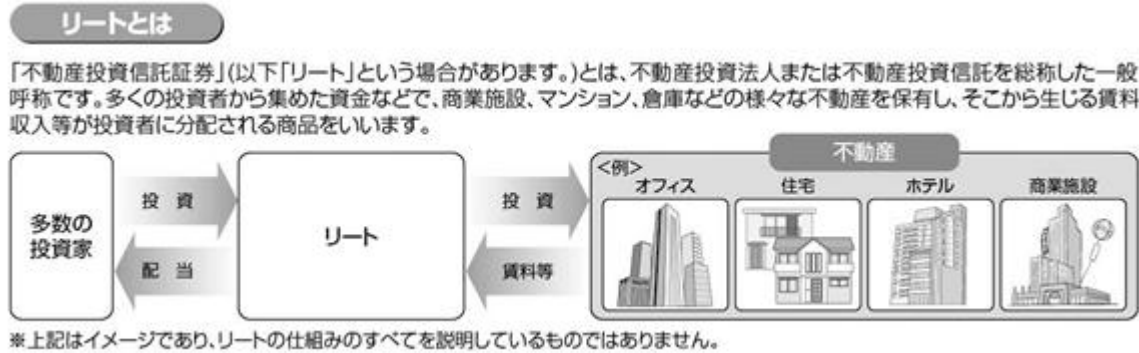 リートとは
「不動産投資信託証券」(以下「リート」という場合があります。)とは、不動産投資法人または不動産投資信託を総称した一般
呼称です。多くの投資者から集めた資金などで、商業施設、マンション、倉庫などの様々な不動産を保有し、そこから生じる賃料
収入等が投資者に分配される商品をいいます。
不動産
<例>
オフィス
住宅
ホテル
商業施設
多数の
投資家
投 資
配 当
リート
投 資
賃料等
※上記はイメージであり、リートの仕組みのすべてを説明しているものではありません。